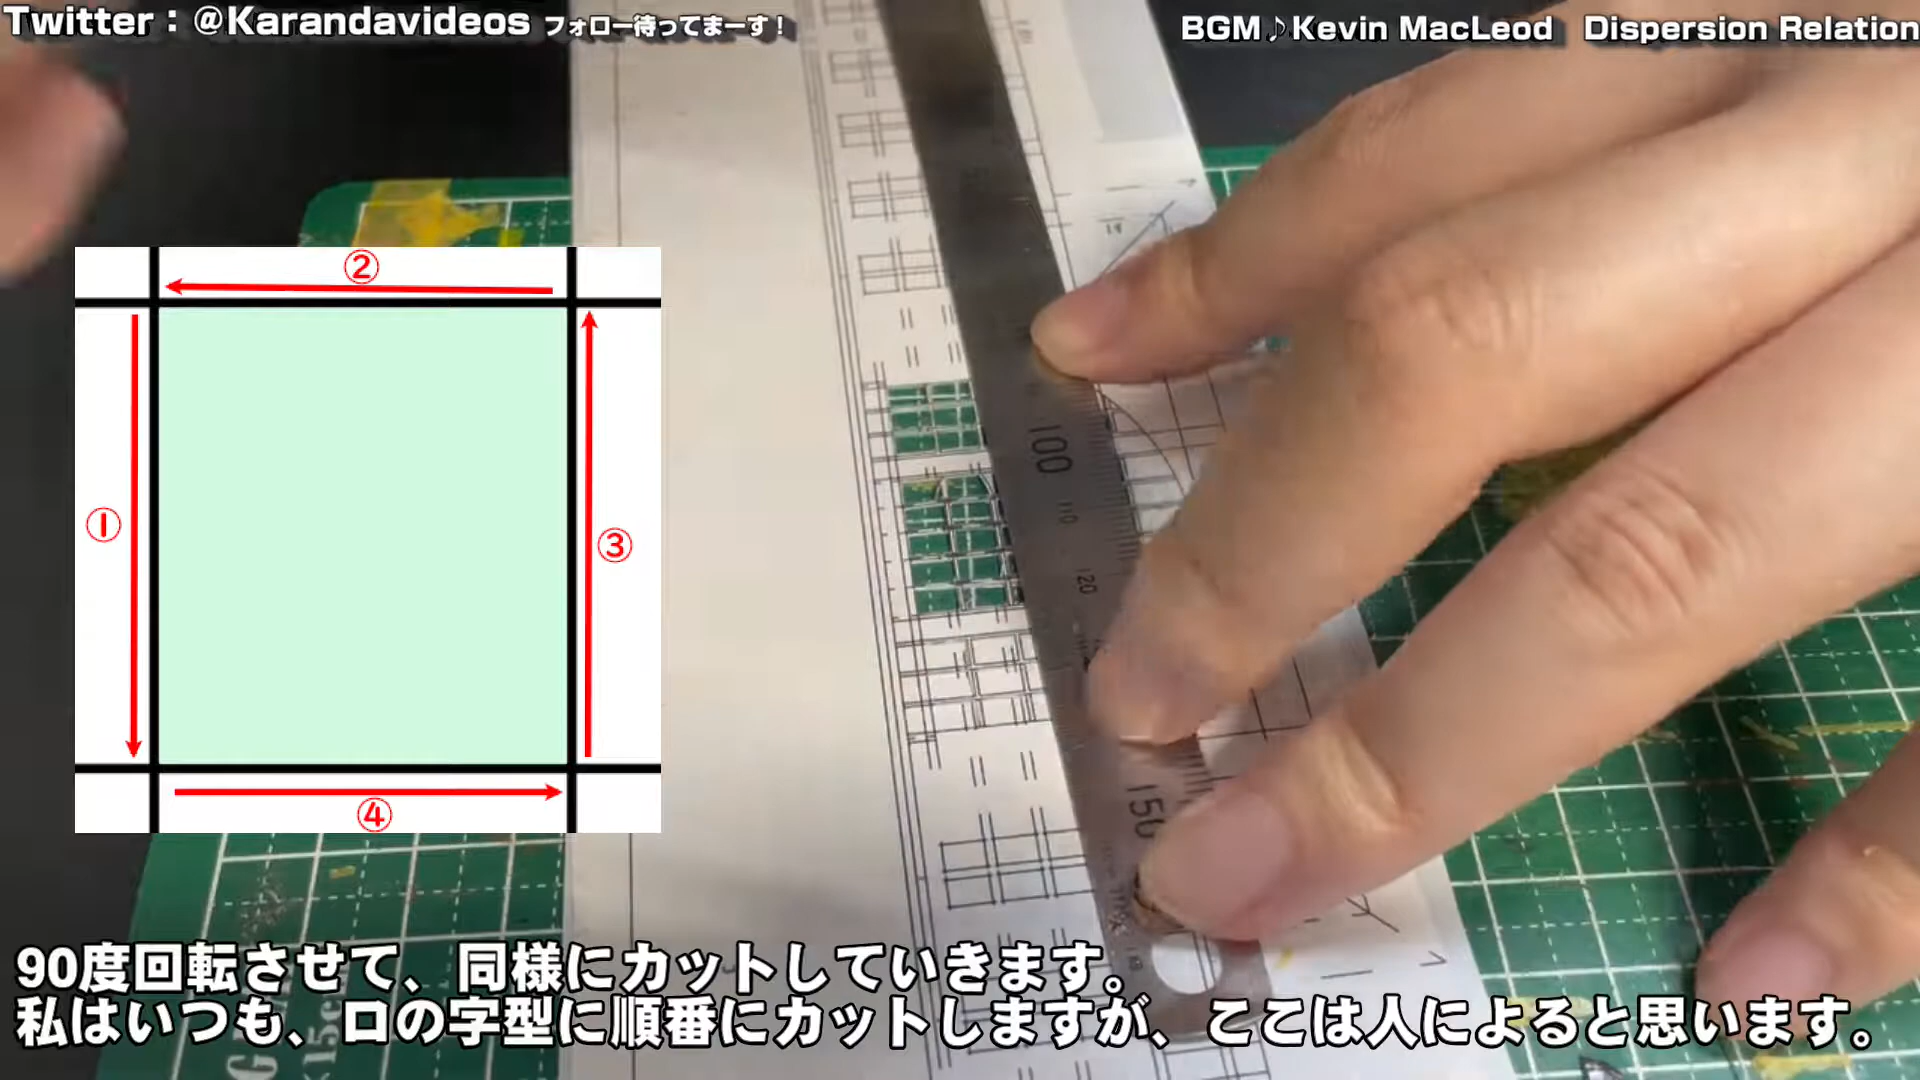 Twitter：@Karandavideos フォロー待ってまーす！
BGM♪Kevin MacLeod Dispersion Relation
②
①
③
④
100
110
120
150
90度回転させて、同様にカットしていきます。
私はいつも、ロの字型に順番にカットしますが、ここは人によると思います。